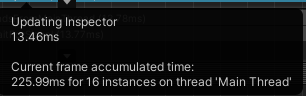 Updating Inspector
13.46ms
Current frame accumulated time:
225.99ms for 16 instances on thread 'Main Thread'